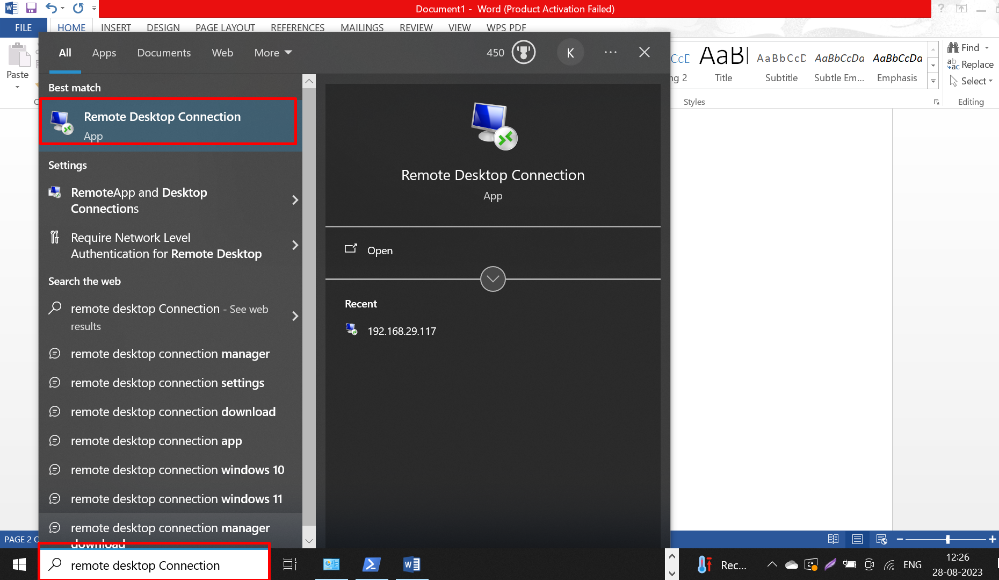 Document1 - Word (Product Activation Failed)
FILE HOME INSERT DESIGN PAGE LAYOUT REFERENCES MAILINGS REVIEW VIEW WPS PDF
Paste
All Apps Documents Web More 450 K
AaBbCcDc AaBbCcDa AaBbCcDa
Title Subtitle Subtle Em... Emphasis
Styles
Find
Replace
Select
Editing
Best match
Remote Desktop Connection
App
Settings
RemoteApp and Desktop
Connections
Require Network Level
Authentication for Remote Desktop
Search the web
remote desktop Connection - See web
results
remote desktop connection manager
remote desktop connection settings
remote desktop connection download
remote desktop connection app
remote desktop connection windows 10
remote desktop connection windows 11
remote desktop connection manager
download
Remote Desktop Connection
App
Open
Recent
192.168.29.117
PAGE 2
remote desktop Connection
Rec...
ENG
12:26
28-08-2023